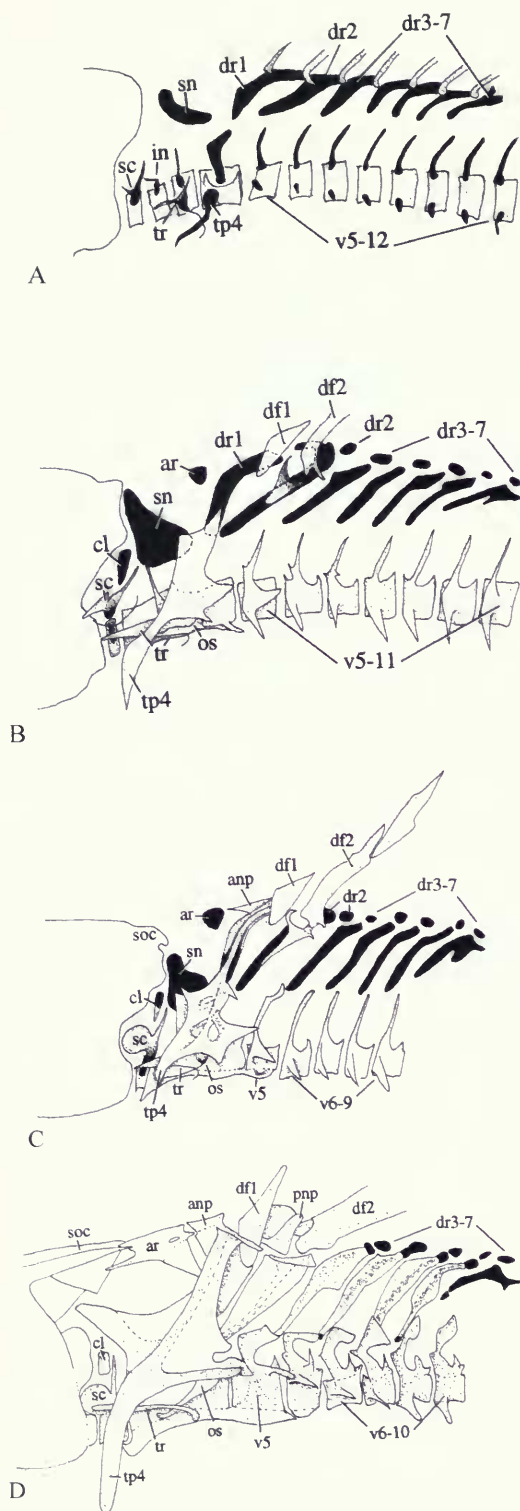 dr3-7
dr2
dr1
sn
sc
in
tr
tp4
v5-12
A
df2
df1
dr1
dr2
dr3-7
ar
sn
cl
sc
tr
os
tp4
v5-11
B
df2
df1
anp
ar
dr2
dr3-7
soc
sn
cl
sc
tr
os
v5
tp4
v6-9
C
df1
pnp
anp
df2
soc
ar
dr3-7
cl
sc
os
v5
v6-10
tr
tp4
D